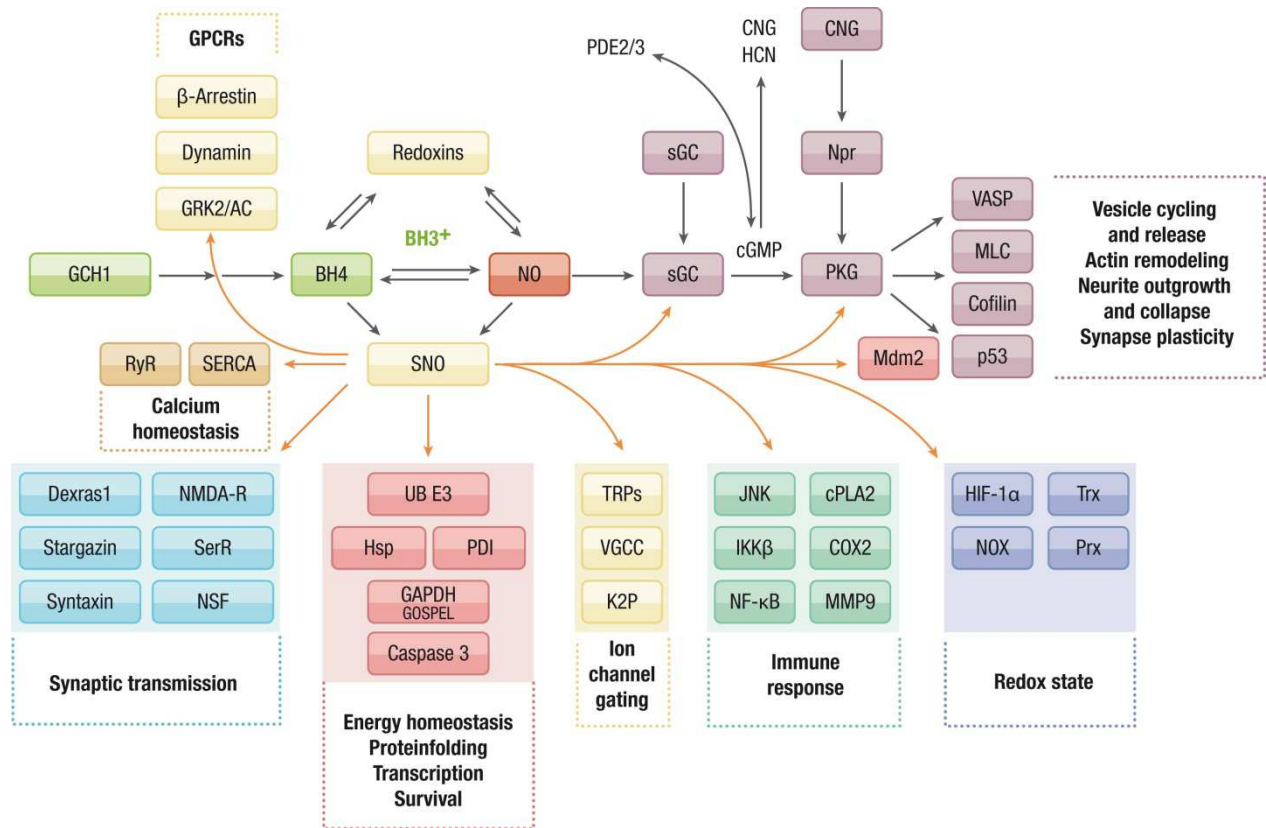 GPCRs
β-Arrestin
Dynamin
GRK2/AC
Redoxins
PDE2/3
CNG
HCN
CNG
sGC
Npr
GCH1
BH4
BH3+
NO
sGC
cGMP
PKG
VASP
MLC
Cofilin
p53
Mdm2
Vesicle cycling
and release
Actin remodeling
Neurite outgrowth
and collapse
Synapse plasticity
RyR
SERCA
SNO
Calcium
homeostasis
Dexras1
NMDA-R
Stargazin
SerR
Syntaxin
NSF
Synaptic transmission
UB E3
Hsp
PDI
GAPDH
GOSPEL
Caspase 3
Energy homeostasis
Proteinfolding
Transcription
Survival
TRPs
VGCC
K2P
Ion
channel
gating
JNK
cPLA2
IKKβ
COX2
NF-κB
MMP9
Immune
response
HIF-1α
Trx
NOX
Prx
Redox state